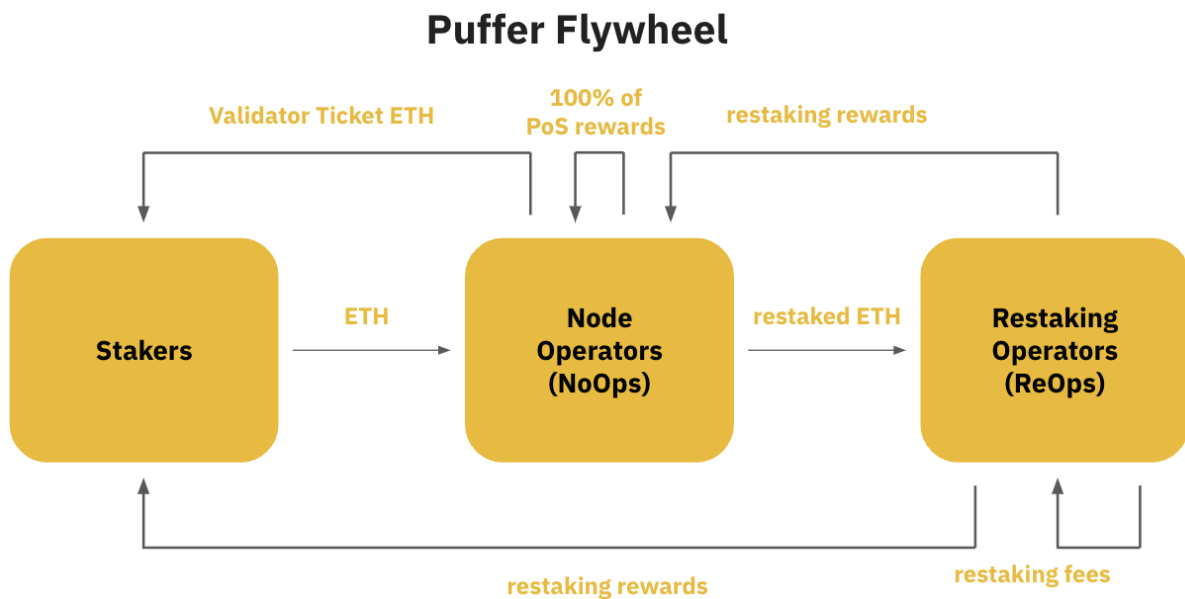 Puffer Flywheel
Validator Ticket ETH
100% of
PoS rewards
restaking rewards
Stakers
ETH
Node
Operators
(NoOps)
restaked ETH
Restaking
Operators
(ReOps)
restaking rewards
restaking fees